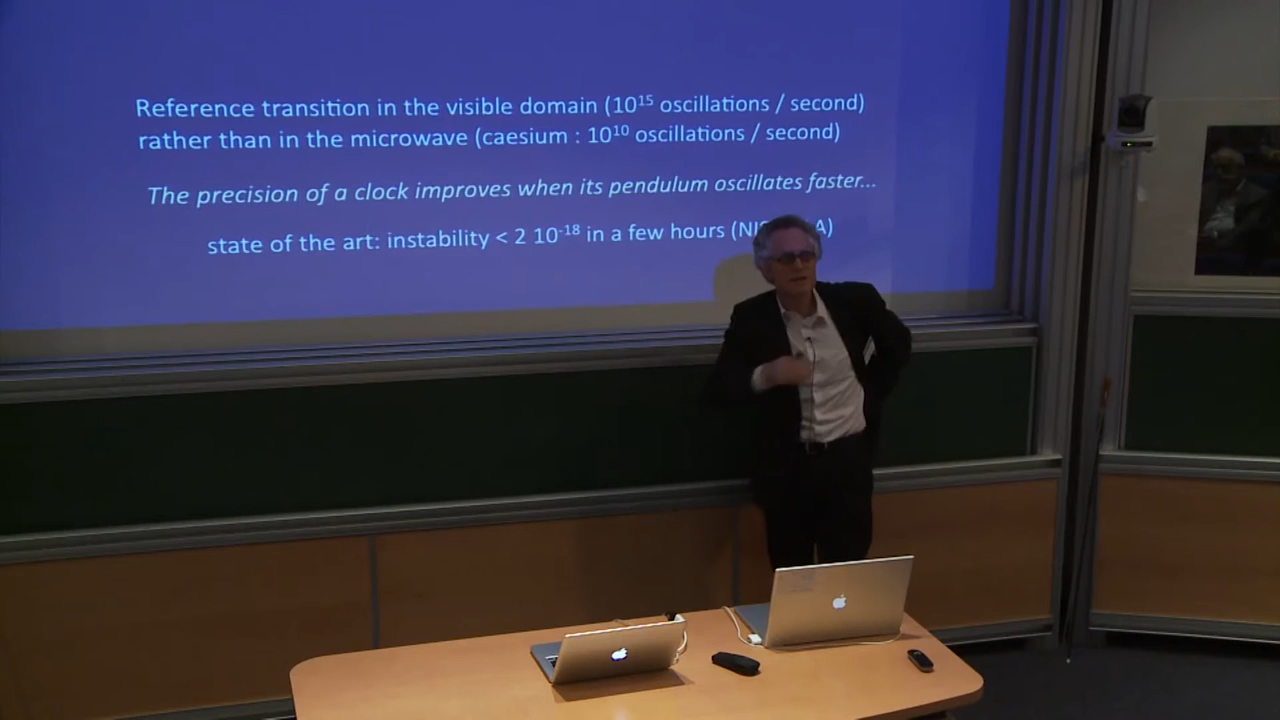 Reference transition in the visible domain (10¹⁵ oscillations / second)
rather than in the microwave (caesium : 10¹⁰ oscillations / second)
The precision of a clock improves when its pendulum oscillates faster...
state of the art: instability < 2 10⁻¹⁸ in a few hours